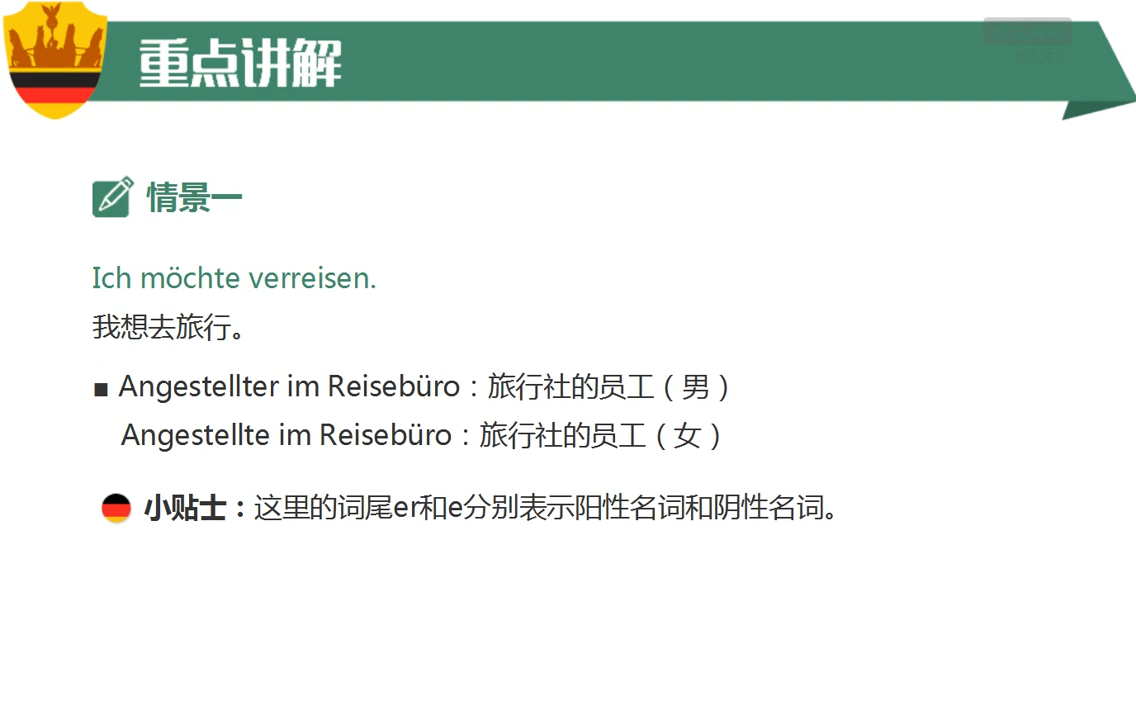 重点讲解
情景一
Ich möchte verreisen.
我想去旅行。
■ Angestellter im Reisebüro：旅行社的员工（男）
Angestellte im Reisebüro：旅行社的员工（女）
小贴士：这里的词尾er和e分别表示阳性名词和阴性名词。